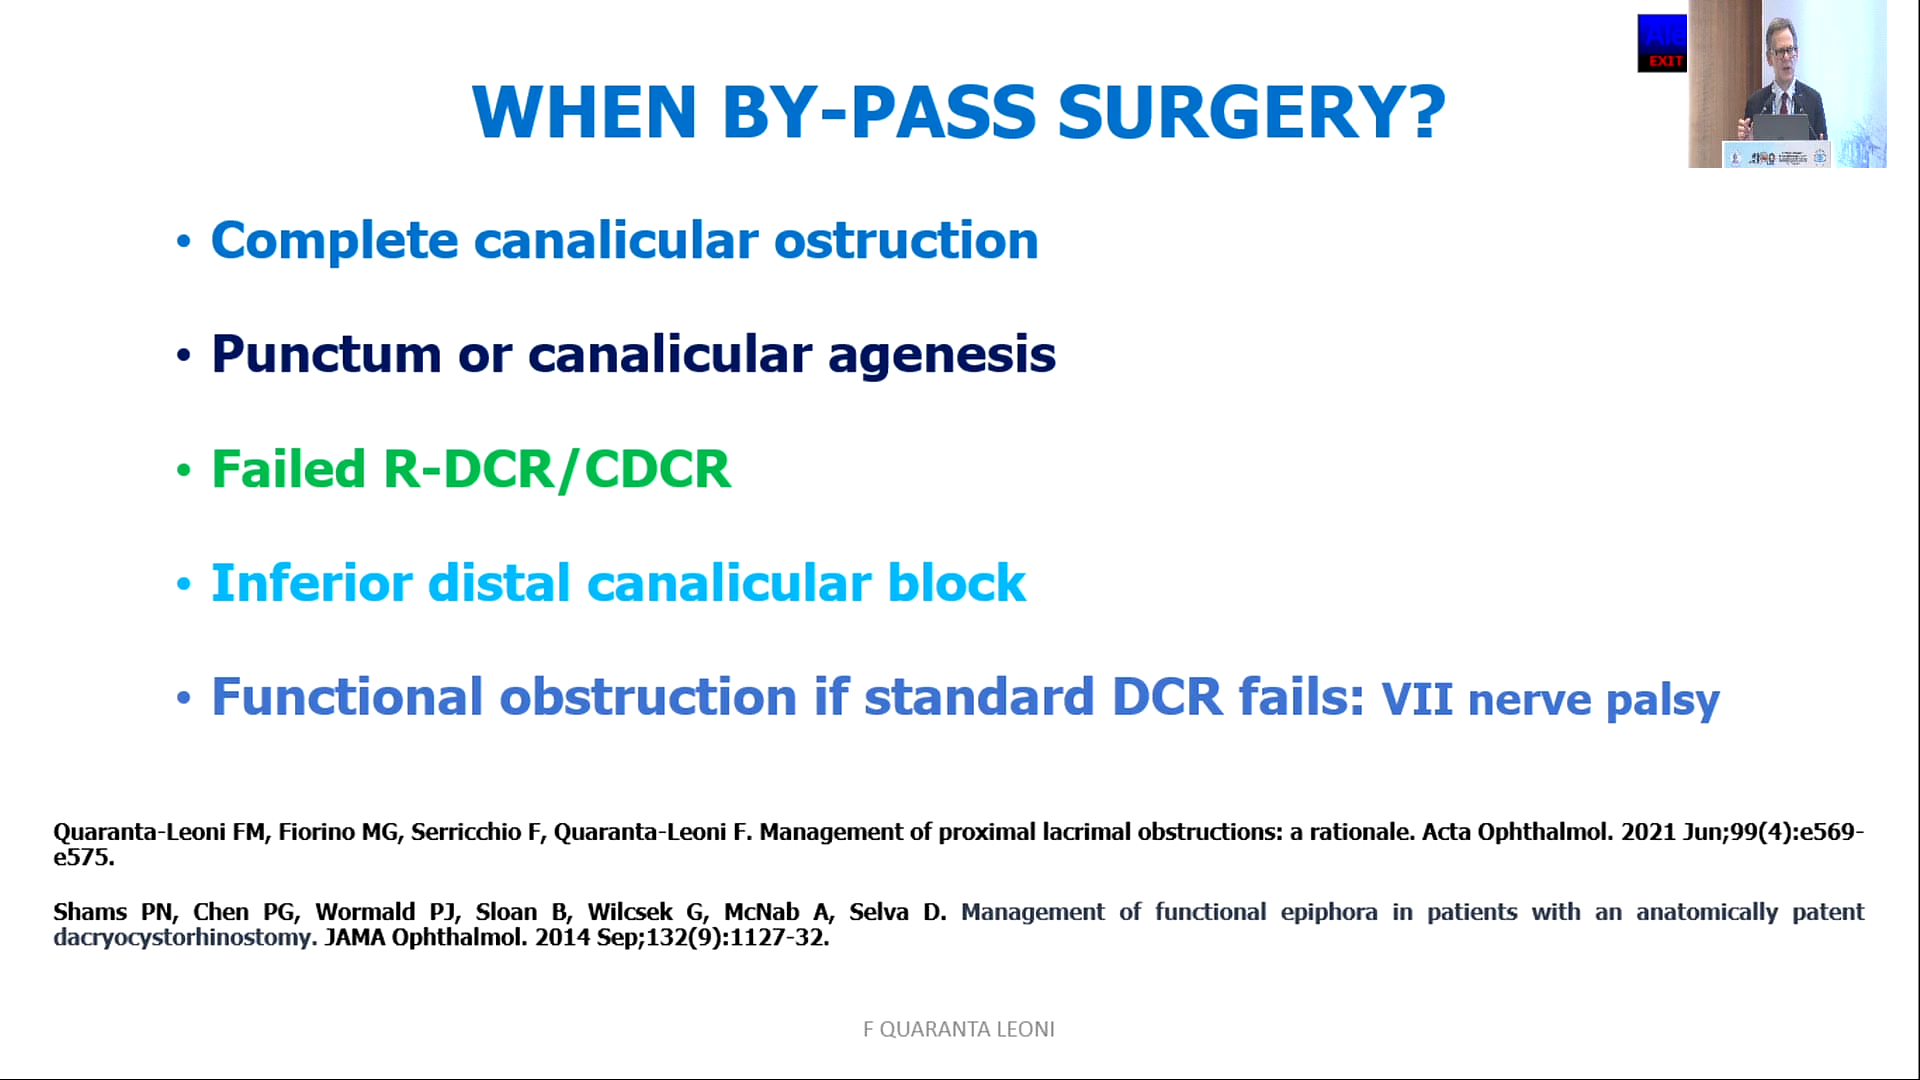 WHEN BY-PASS SURGERY?
EXIT
• Complete canalicular ostruction
• Punctum or canalicular agenesis
• Failed R-DCR/CDCR
• Inferior distal canalicular block
• Functional obstruction if standard DCR fails: VII nerve palsy
Quaranta-Leoni FM, Fiorino MG, Serricchio F, Quaranta-Leoni F. Management of proximal lacrimal obstructions: a rationale. Acta Ophthalmol. 2021 Jun;99(4):e569-
e575.
Shams PN, Chen PG, Wormald PJ, Sloan B, Wilcsek G, McNab A, Selva D. Management of functional epiphora in patients with an anatomically patent
dacryocystorhinostomy. JAMA Ophthalmol. 2014 Sep;132(9):1127-32.
F QUARANTA LEONI